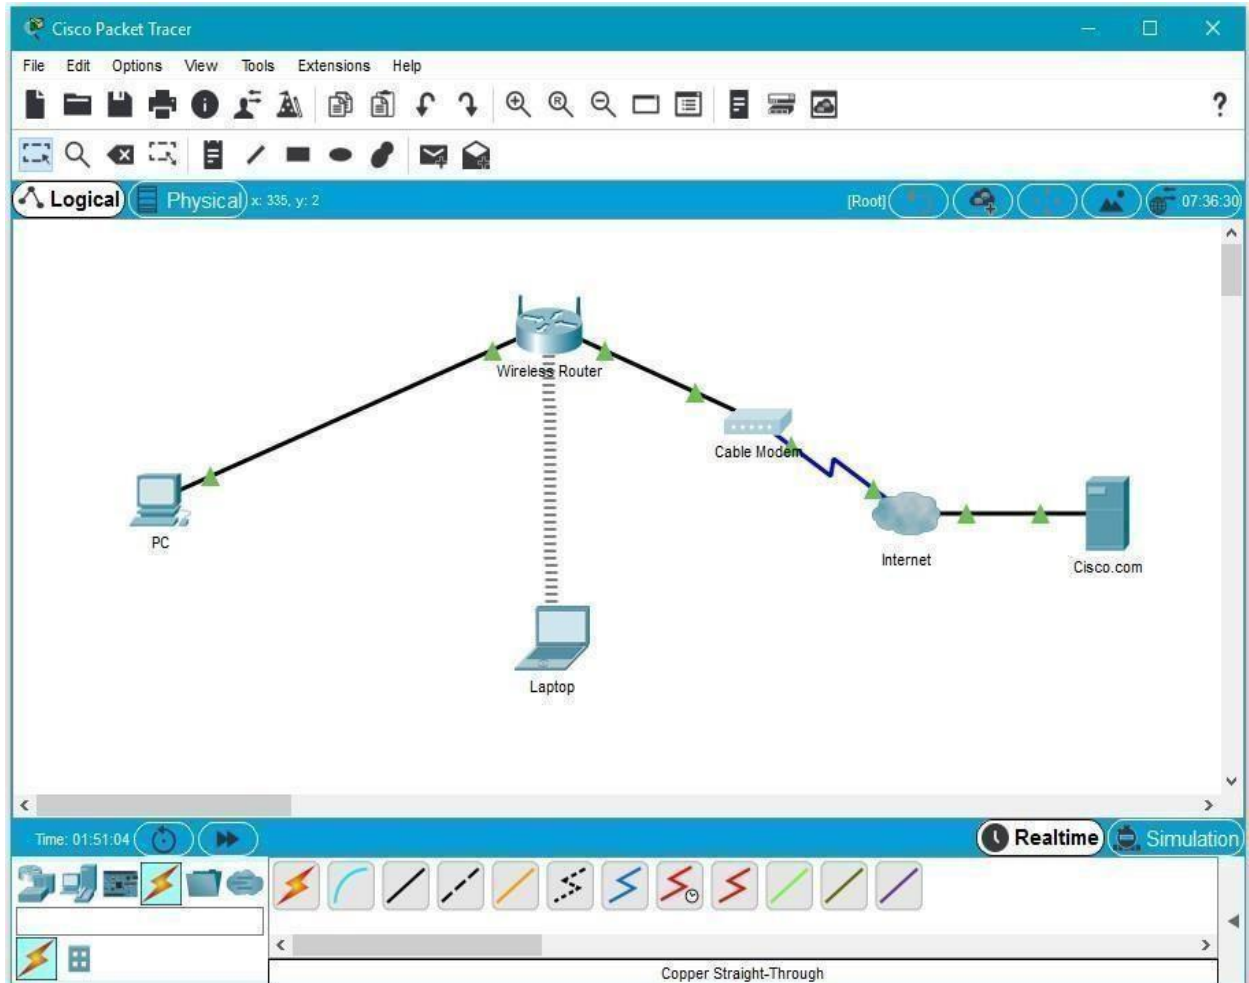 Cisco Packet Tracer
File Edit Options View Tools Extensions Help
R
?
Logical Physical x: 335, y: 2 [Root] 07:36:30
Wireless Router
Cable Modem
PC
Internet
Cisco.com
Laptop
Time: 01:51:04 Realtime Simulation
Copper Straight-Through